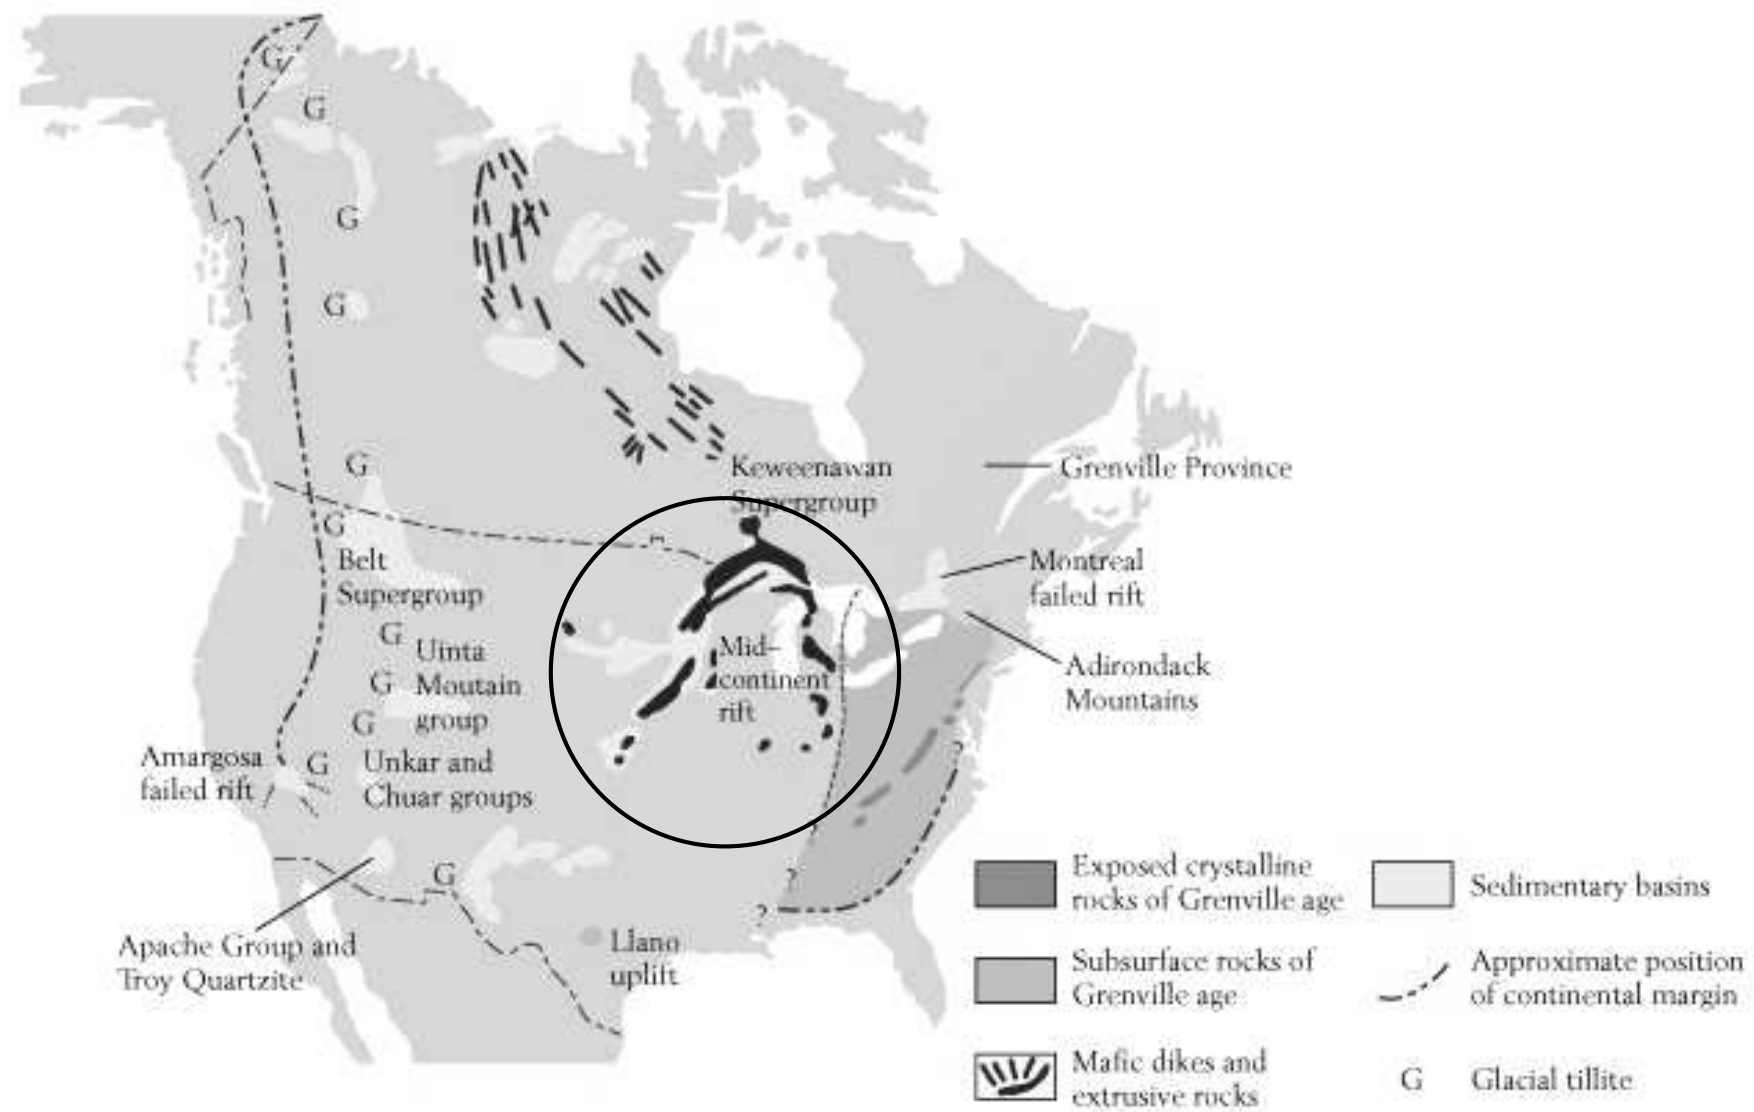 G
G
G
G
Keweenawan
Supergroup
G
Grenville Province
G
Belt
Supergroup
Montreal
failed rift
G
Uinta
Moutain
group
Mid-
continent
rift
Adirondack
Mountains
G
G
Amargosa
failed rift
G
Unkar and
Chuar groups
?
G
?
?
Apache Group and
Troy Quartzite
Llano
uplift
Exposed crystalline
rocks of Grenville age
Sedimentary basins
Subsurface rocks of
Grenville age
Approximate position
of continental margin
Mafic dikes and
extrusive rocks
G
Glacial tillite